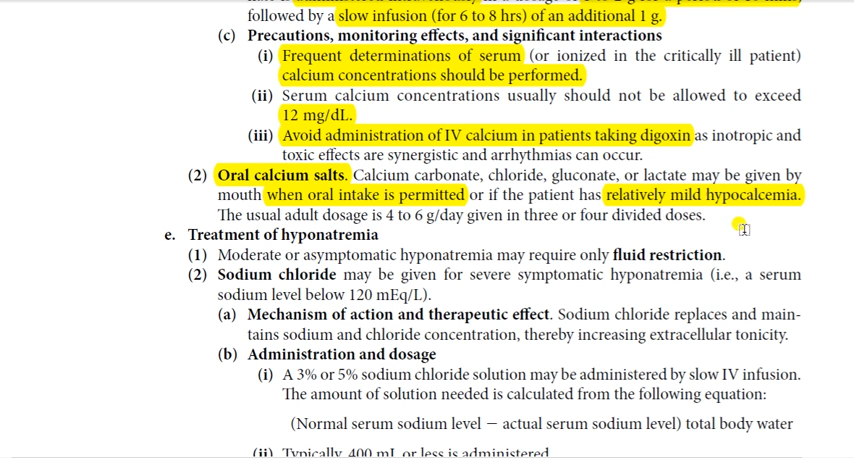 followed by a slow infusion (for 6 to 8 hrs) of an additional 1 g.
(c) Precautions, monitoring effects, and significant interactions
(i) Frequent determinations of serum (or ionized in the critically ill patient)
calcium concentrations should be performed.
(ii) Serum calcium concentrations usually should not be allowed to exceed
12 mg/dL.
(iii) Avoid administration of IV calcium in patients taking digoxin as inotropic and
toxic effects are synergistic and arrhythmias can occur.
(2) Oral calcium salts. Calcium carbonate, chloride, gluconate, or lactate may be given by
mouth when oral intake is permitted or if the patient has relatively mild hypocalcemia.
The usual adult dosage is 4 to 6 g/day given in three or four divided doses.
e. Treatment of hyponatremia
(1) Moderate or asymptomatic hyponatremia may require only fluid restriction.
(2) Sodium chloride may be given for severe symptomatic hyponatremia (i.e., a serum
sodium level below 120 mEq/L).
(a) Mechanism of action and therapeutic effect. Sodium chloride replaces and main-
tains sodium and chloride concentration, thereby increasing extracellular tonicity.
(b) Administration and dosage
(i) A 3% or 5% sodium chloride solution may be administered by slow IV infusion.
The amount of solution needed is calculated from the following equation:
(Normal serum sodium level − actual serum sodium level) total body water
(ii) Typically, 400 mL or less is administered